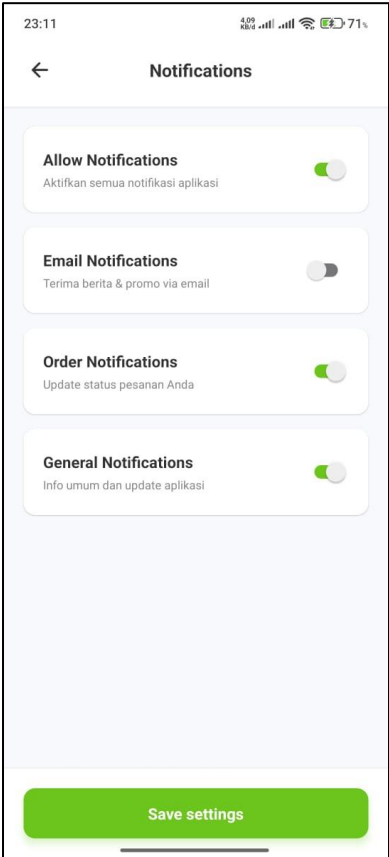 23:11
4,09 KB/d 71%
Notifications
Allow Notifications
Aktifkan semua notifikasi aplikasi
Email Notifications
Terima berita & promo via email
Order Notifications
Update status pesanan Anda
General Notifications
Info umum dan update aplikasi
Save settings